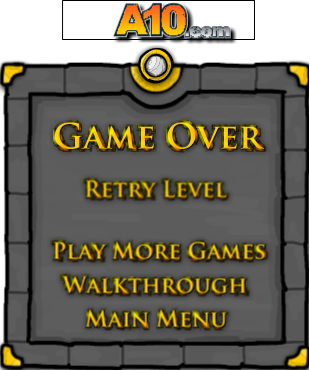 A10.com
Game Over
Retry Level
Play More Games
Walkthrough
Main Menu